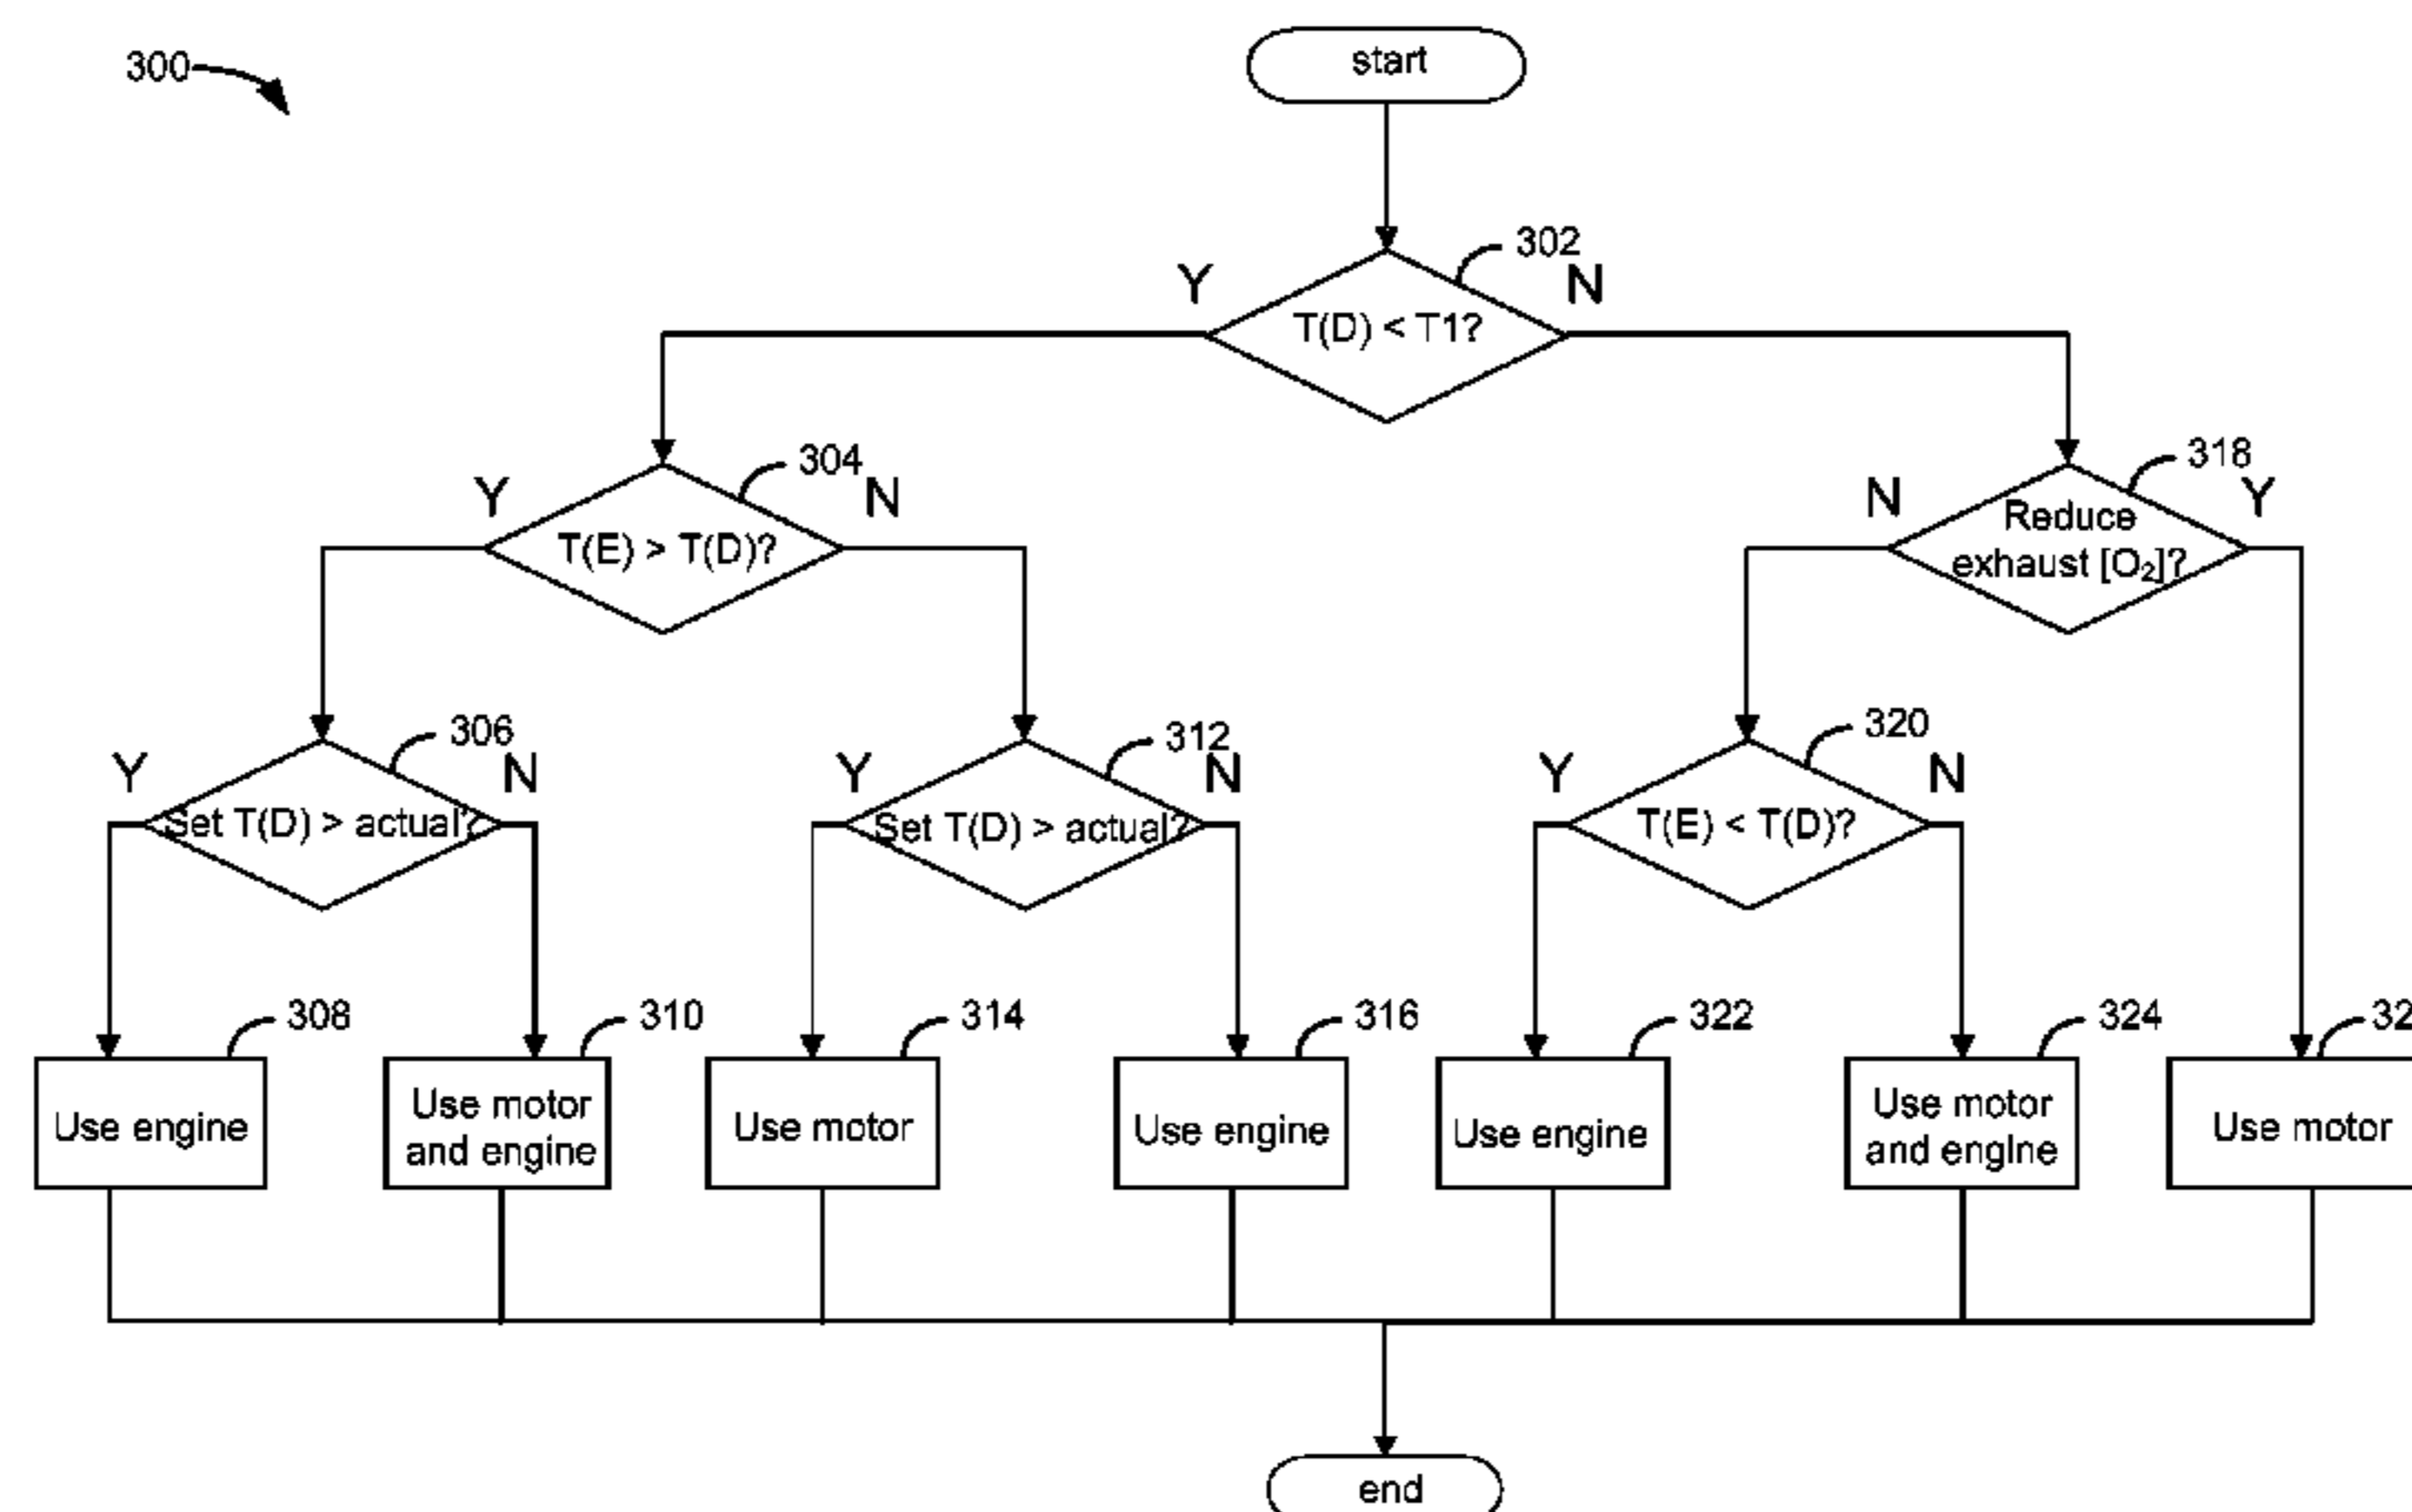 300
start
302
Y
N
T(D) < T1?
304
318
Y
N
N
Y
T(E) > T(D)?
Reduce
exhaust [O₂]?
306
312
320
Y
N
Y
N
Y
N
Set T(D) > actual?
Set T(D) > actual?
T(E) < T(D)?
308
310
314
316
322
324
Use engine
Use motor
and engine
Use motor
Use engine
Use engine
Use motor
and engine
Use motor
end